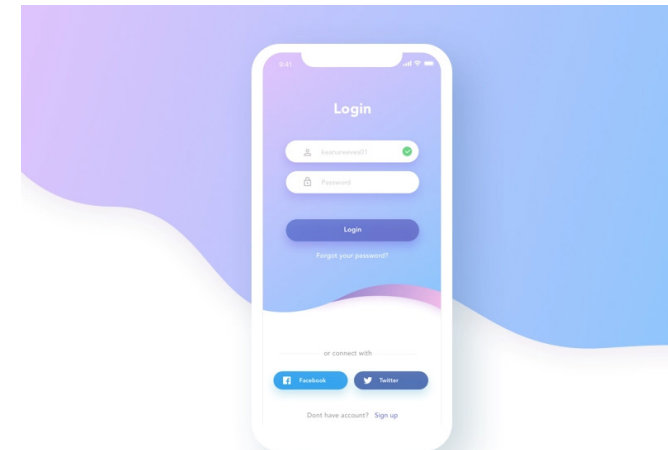 9:41
Login
Password
Login
Forgot your password?
or connect with
Facebook
Twitter
Dont have account? Sign up